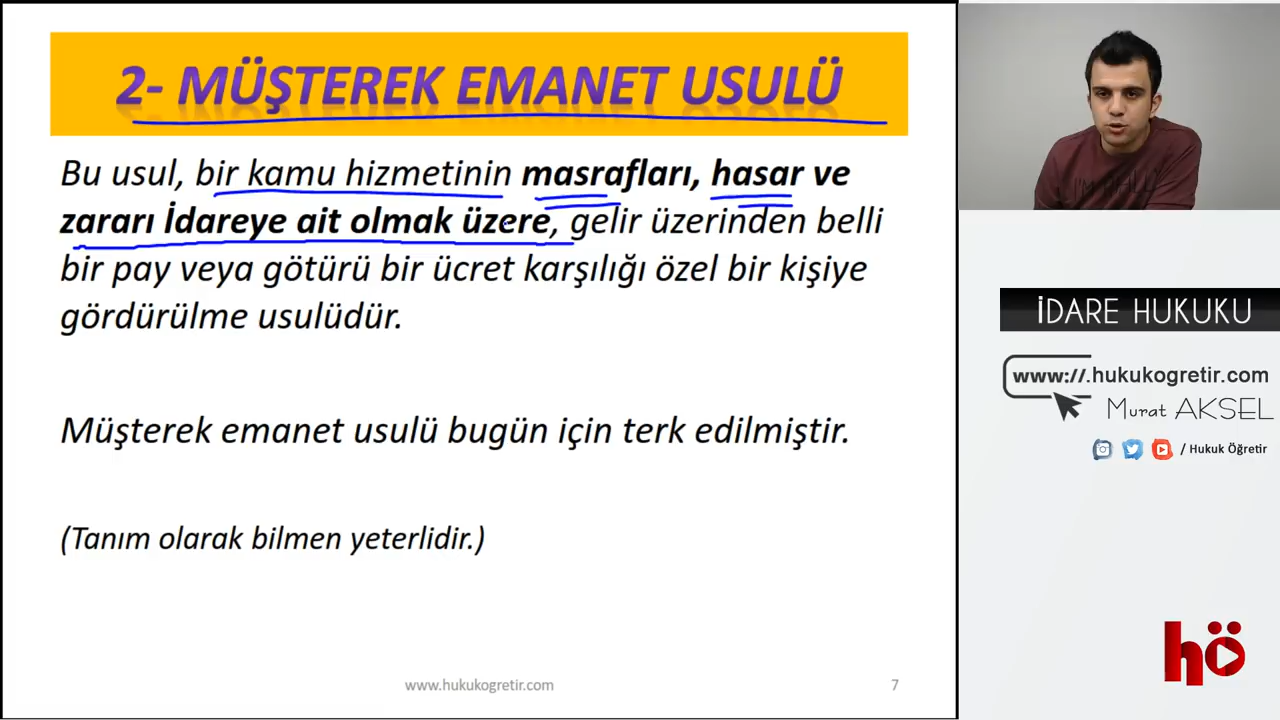 2- MÜŞTEREK EMANET USULÜ
Bu usul, bir kamu hizmetinin masrafları, hasar ve
zararı İdareye ait olmak üzere, gelir üzerinden belli
bir pay veya götürü bir ücret karşılığı özel bir kişiye
gördürülme usulüdür.
Müşterek emanet usulü bugün için terk edilmiştir.
(Tanım olarak bilmen yeterlidir.)
www.hukukogretir.com
7
İDARE HUKUKU
www://.hukukogretir.com
Murat AKSEL
/ Hukuk Öğretir
hö